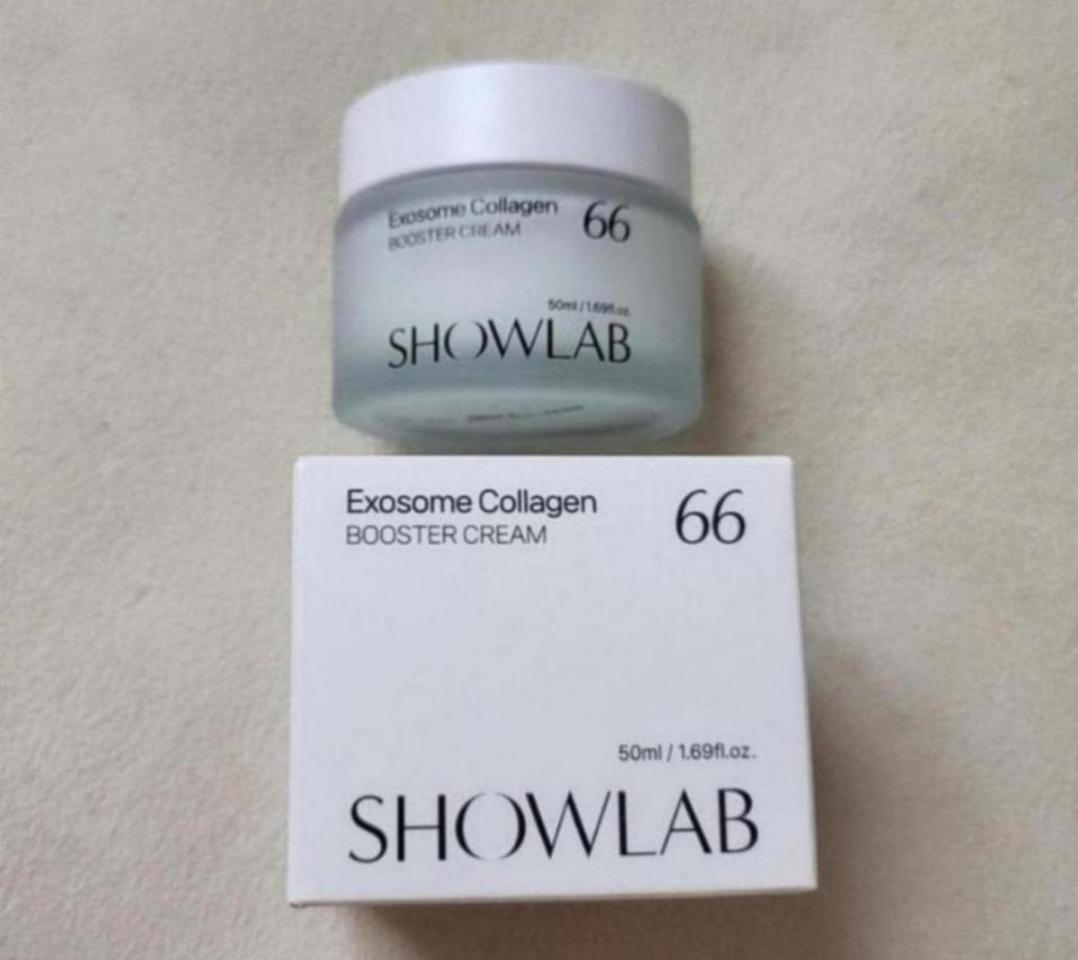 Exosome Collagen 66
BOOSTER CREAM
50ml / 1.69fl.oz.
SHOWLAB
Exosome Collagen 66
BOOSTER CREAM
50ml / 1.69fl.oz.
SHOWLAB